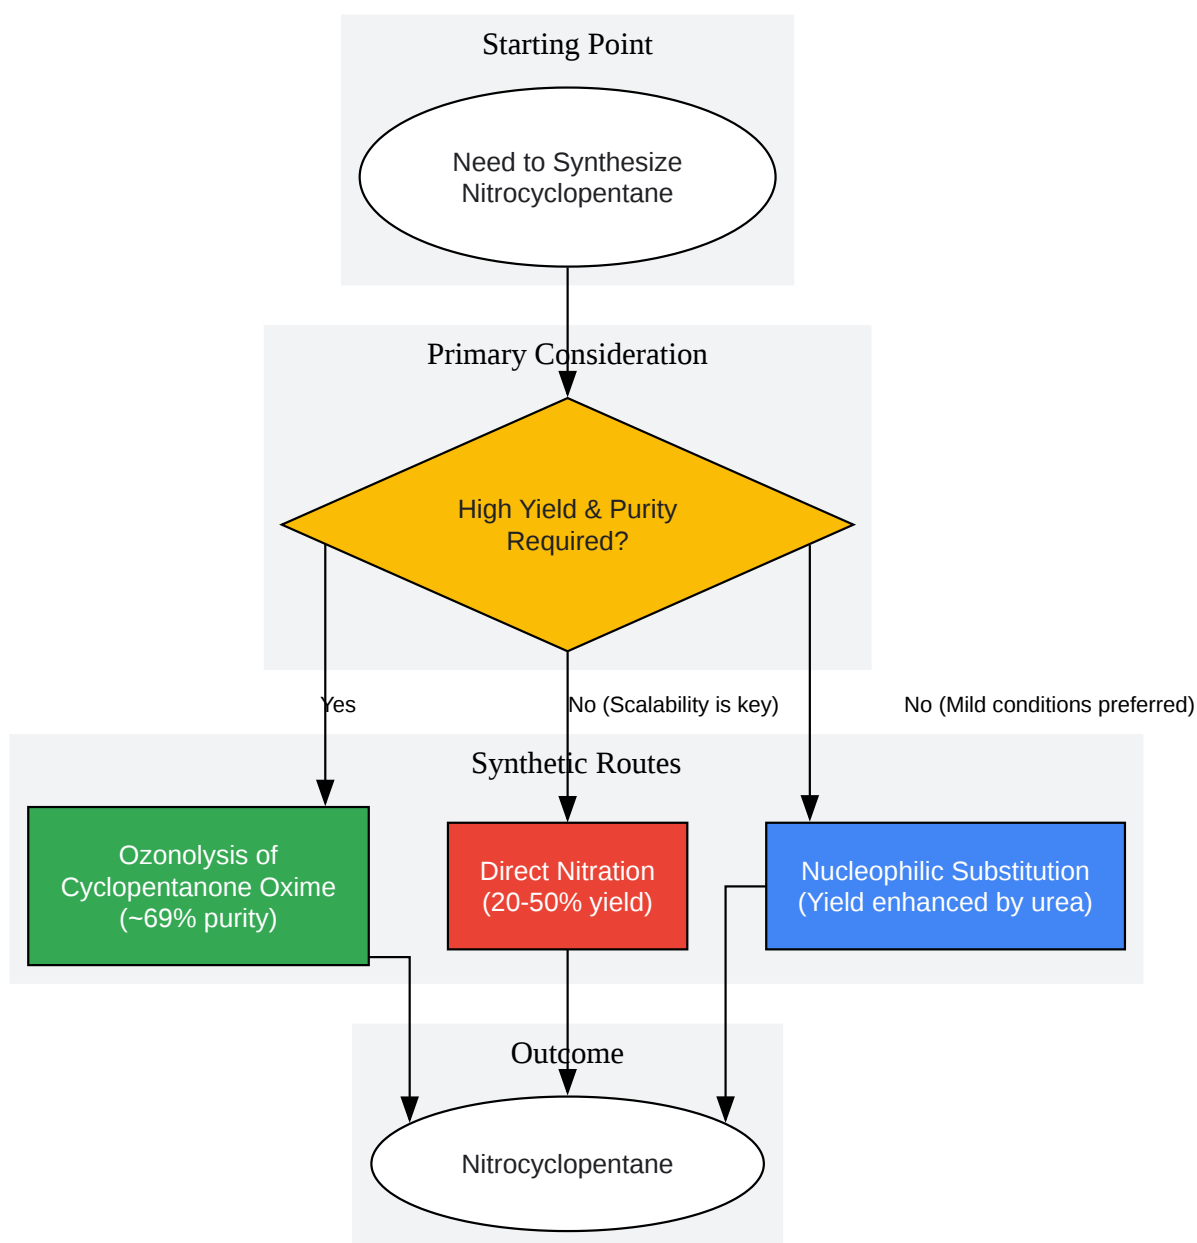 Starting Point
Need to Synthesize
Nitrocyclopentane
Primary Consideration
High Yield & Purity
Required?
Yes
No (Scalability is key)
No (Mild conditions preferred)
Synthetic Routes
Ozonolysis of
Cyclopentanone Oxime
(~69% purity)
Direct Nitration
(20-50% yield)
Nucleophilic Substitution
(Yield enhanced by urea)
Outcome
Nitrocyclopentane